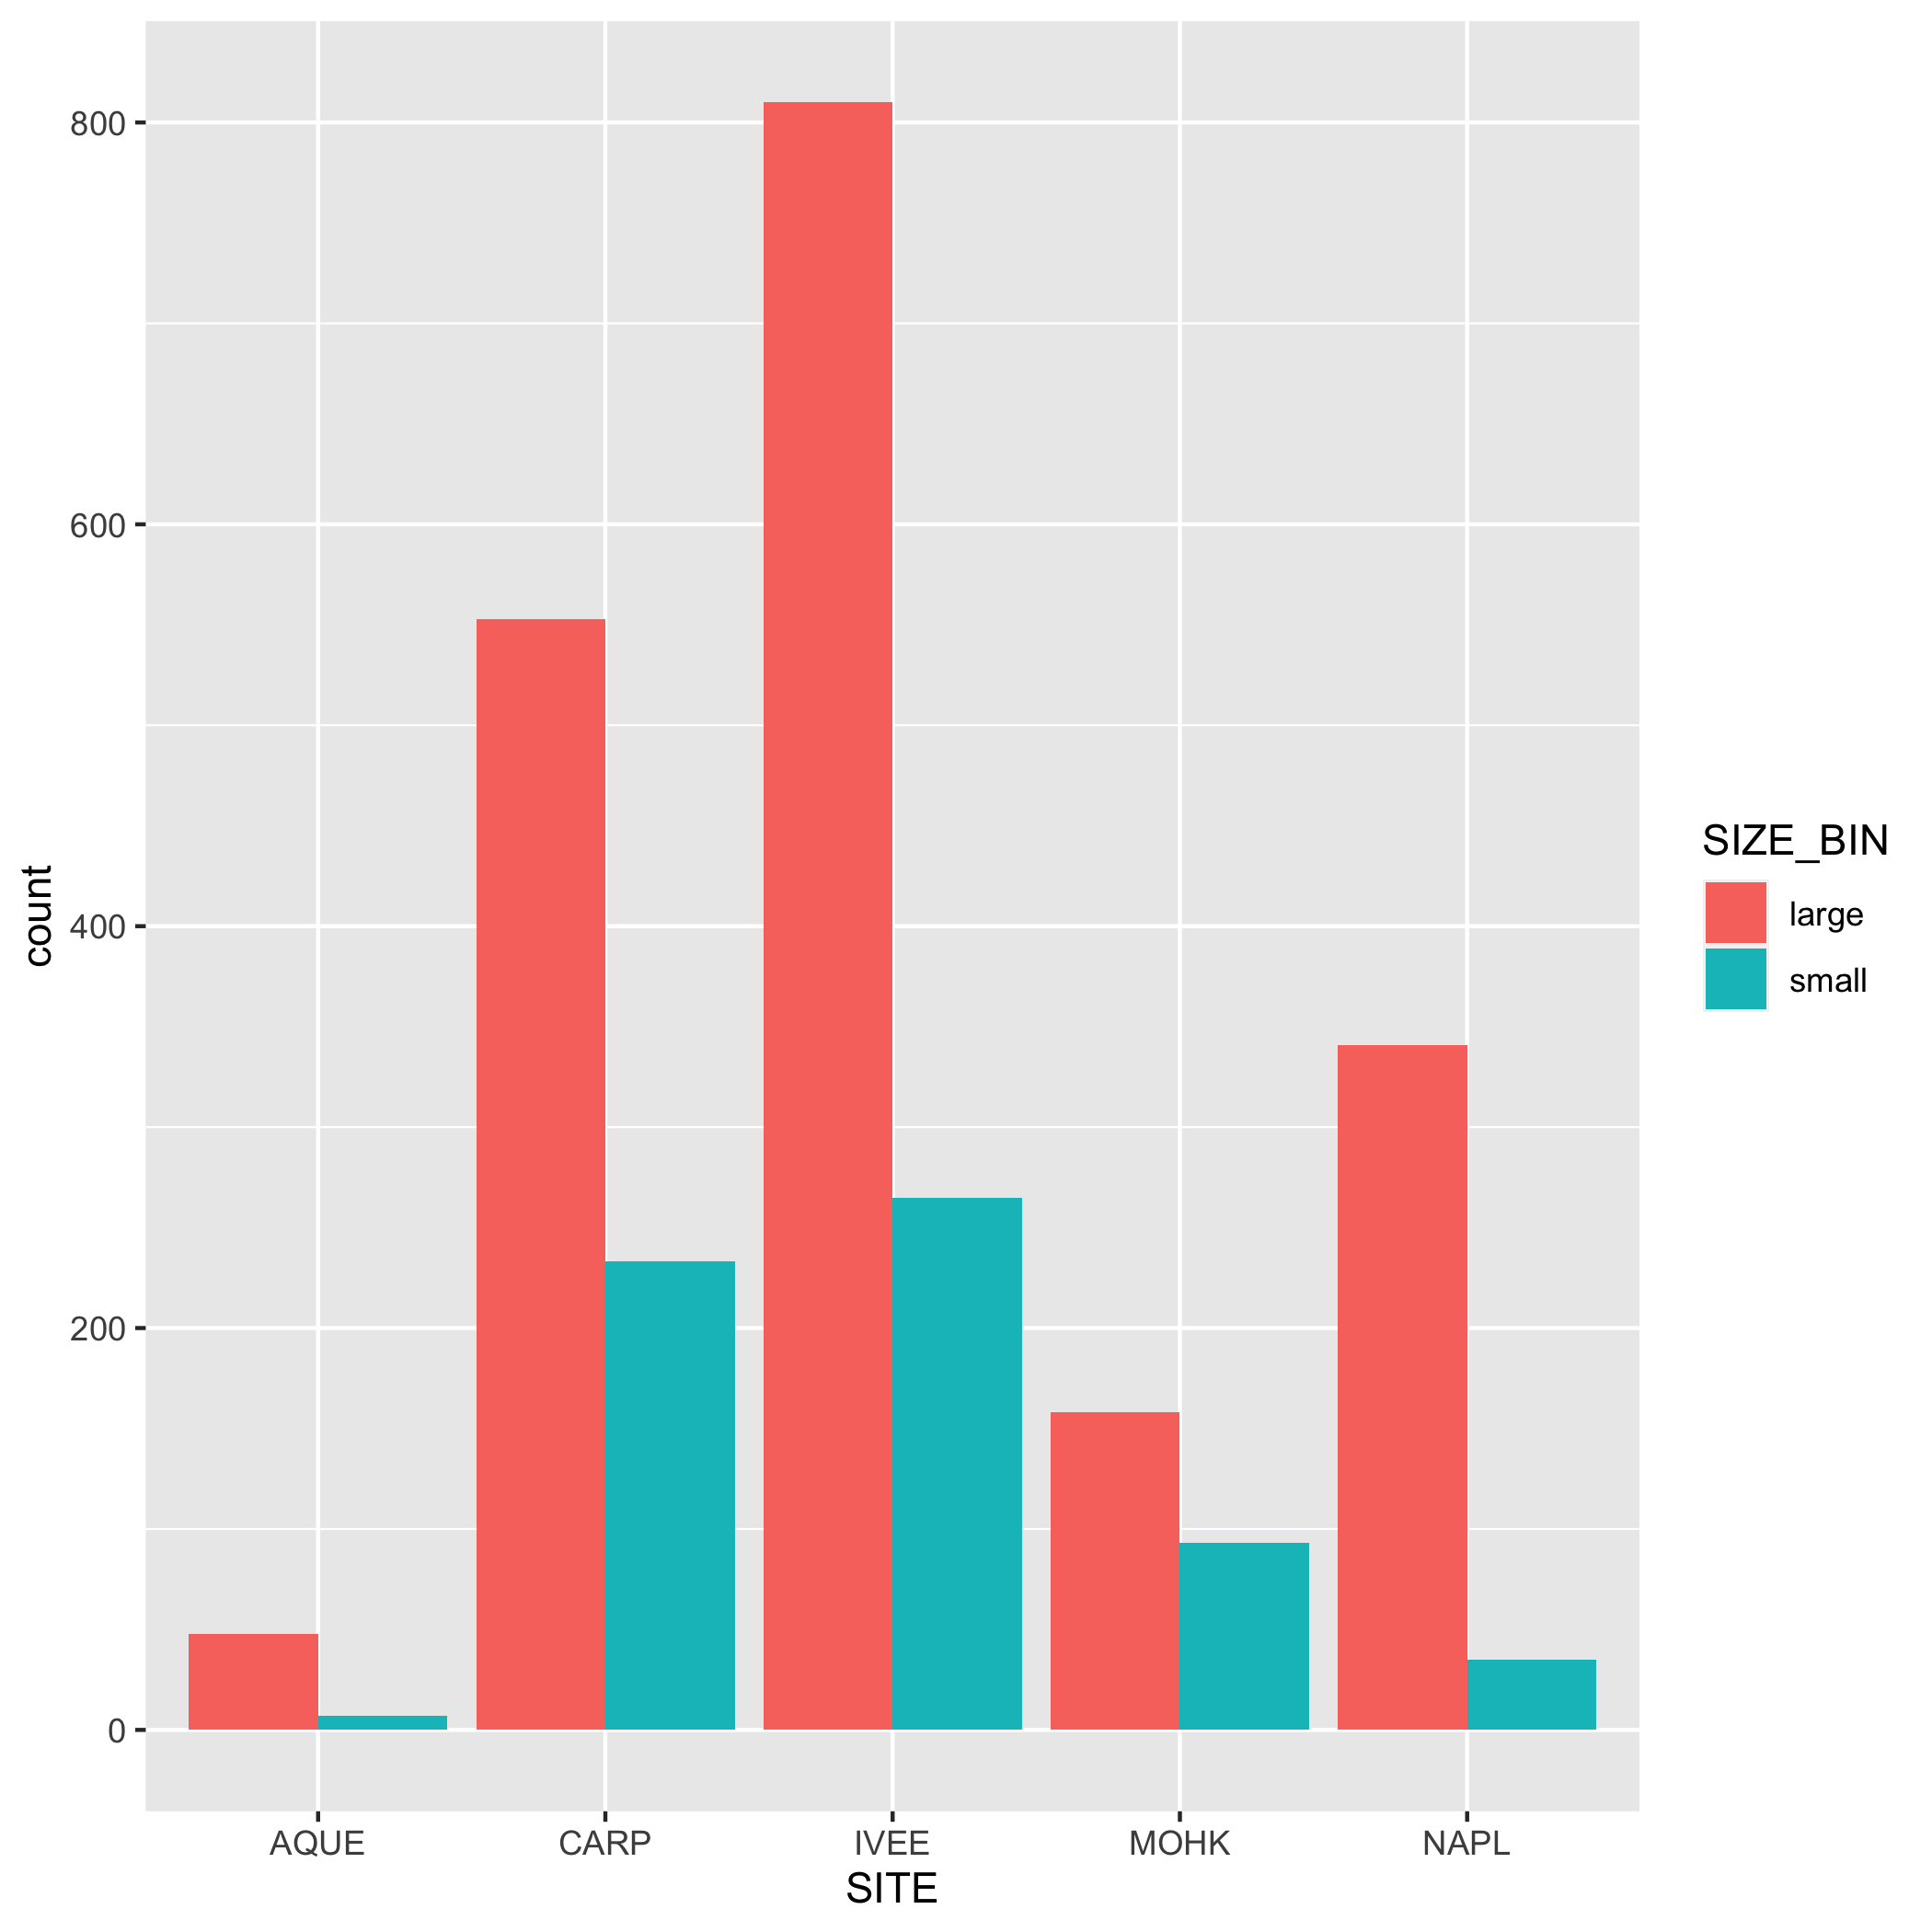 800
600
400
200
0
count
AQUE CARP IVEE MOHK NAPL
SITE
SIZE_BIN
large
small